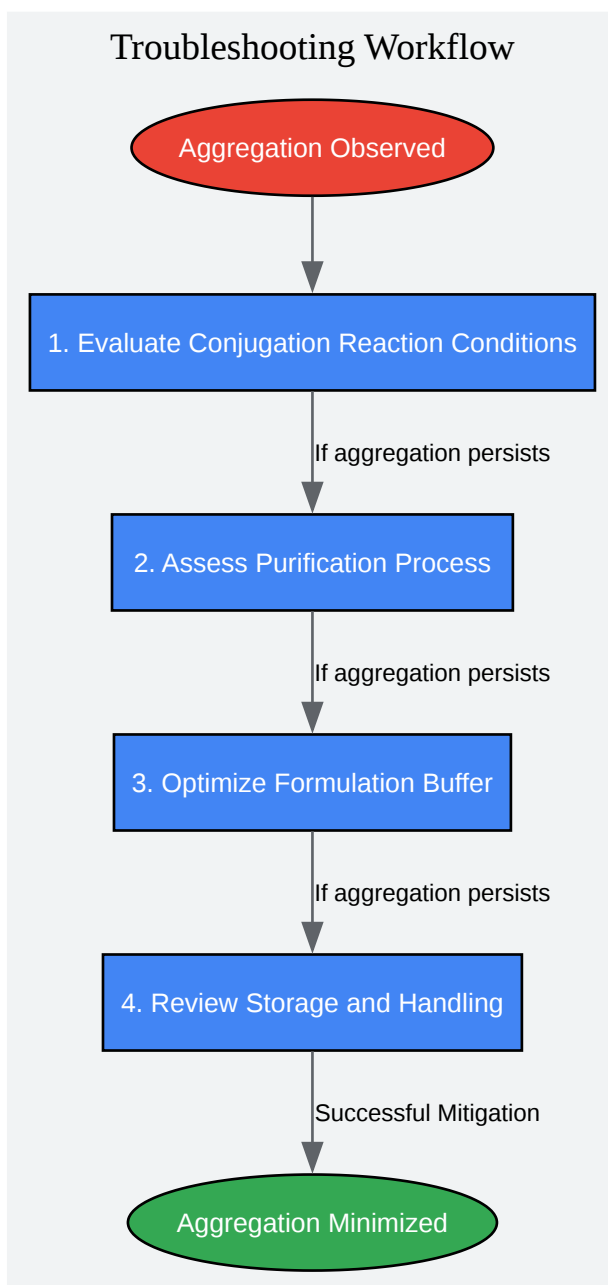 Troubleshooting Workflow
Aggregation Observed
1. Evaluate Conjugation Reaction Conditions
If aggregation persists
2. Assess Purification Process
If aggregation persists
3. Optimize Formulation Buffer
If aggregation persists
4. Review Storage and Handling
Successful Mitigation
Aggregation Minimized